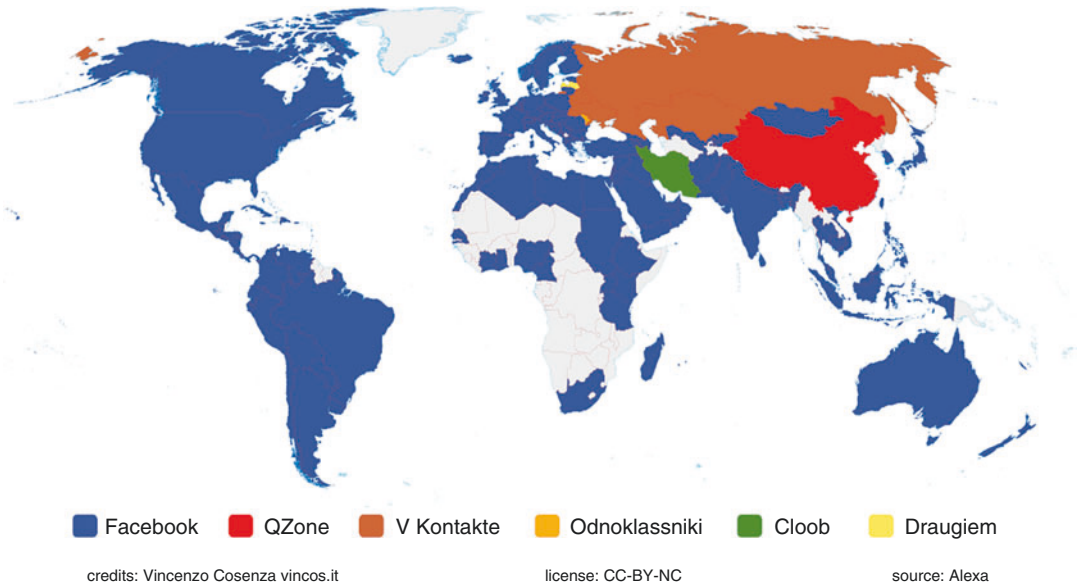 Facebook QZone V Kontakte Odnoklassniki Cloob Draugiem
credits: Vincenzo Cosenza vincos.it license: CC-BY-NC source: Alexa